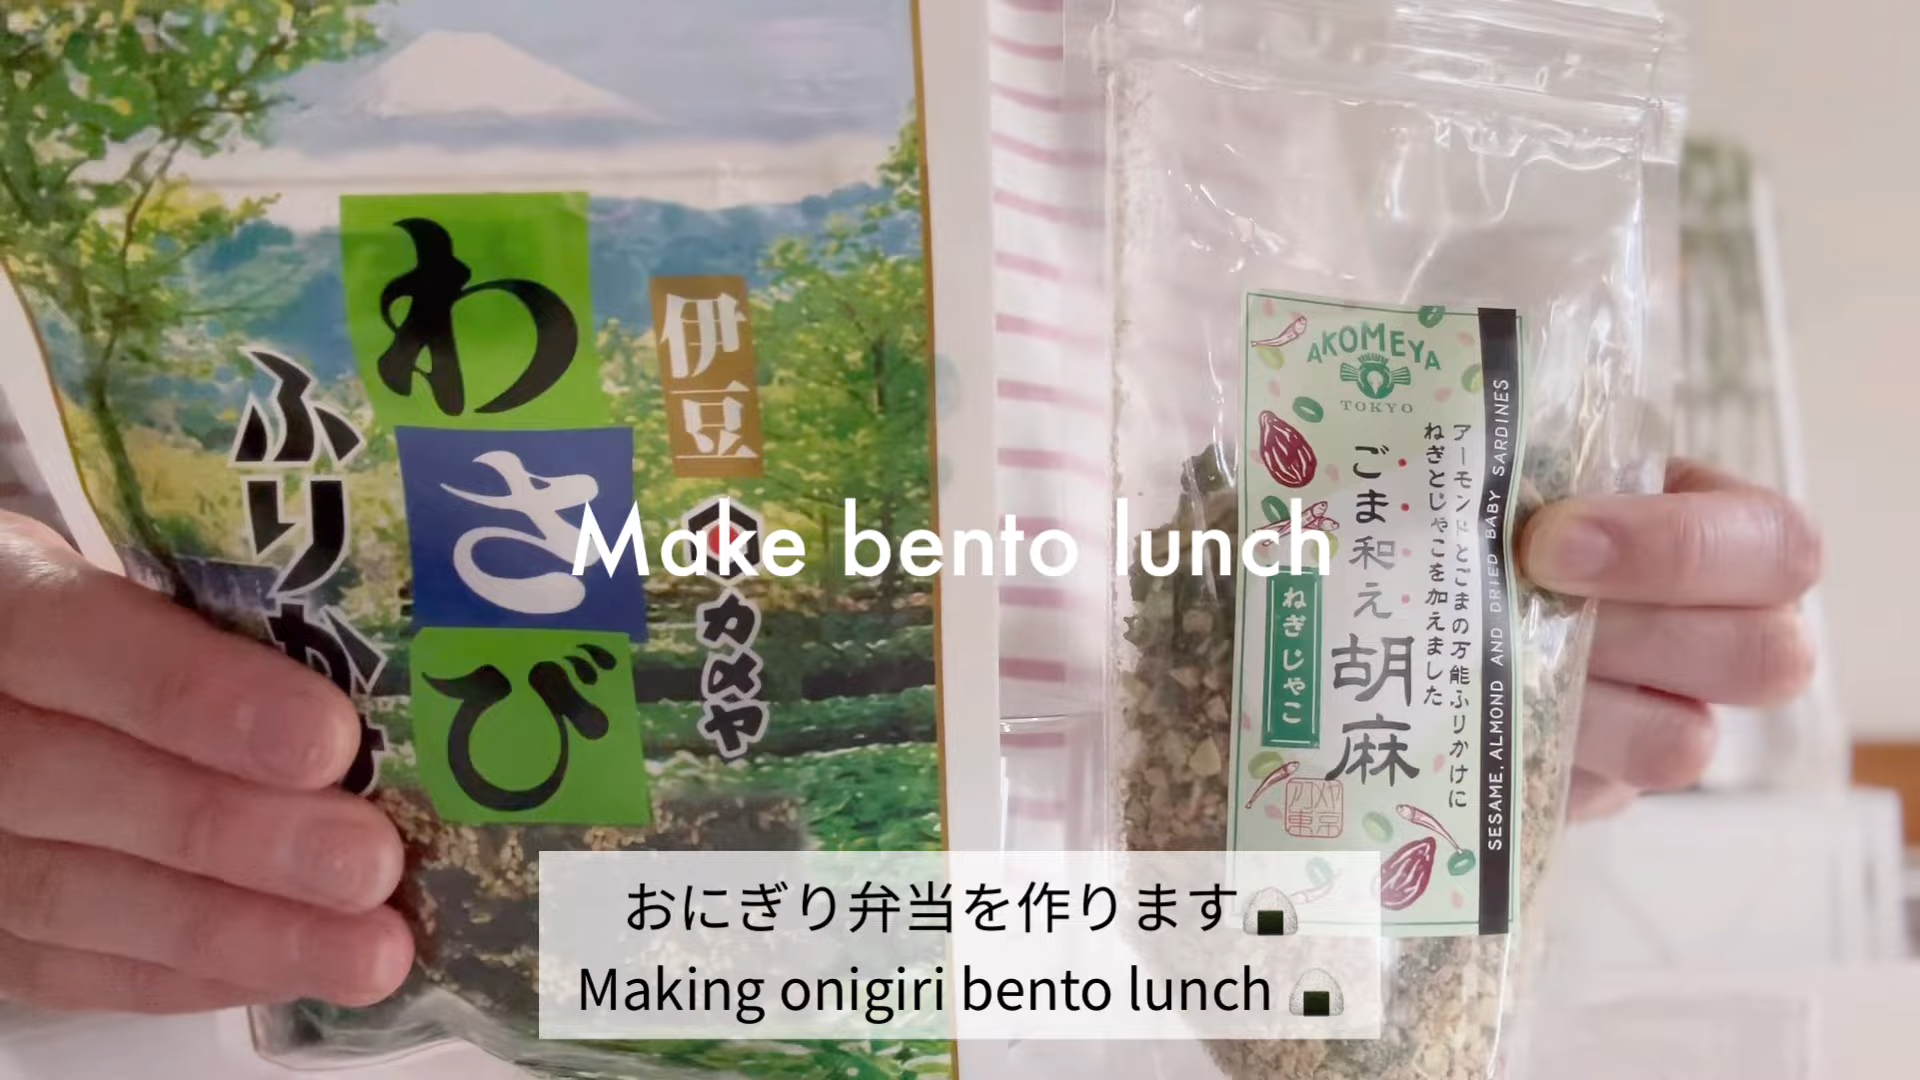 わさび
伊豆
ふりかけ
カメヤ
AKOMEYA
TOKYO
アーモンドとごまの万能ふりかけに
ねぎとじゃこを加えました
ごま和え胡麻
ねぎじゃこ
SESAME, ALMOND AND DRIED BABY SARDINES
Make bento lunch
おにぎり弁当を作ります🍙
Making onigiri bento lunch 🍙